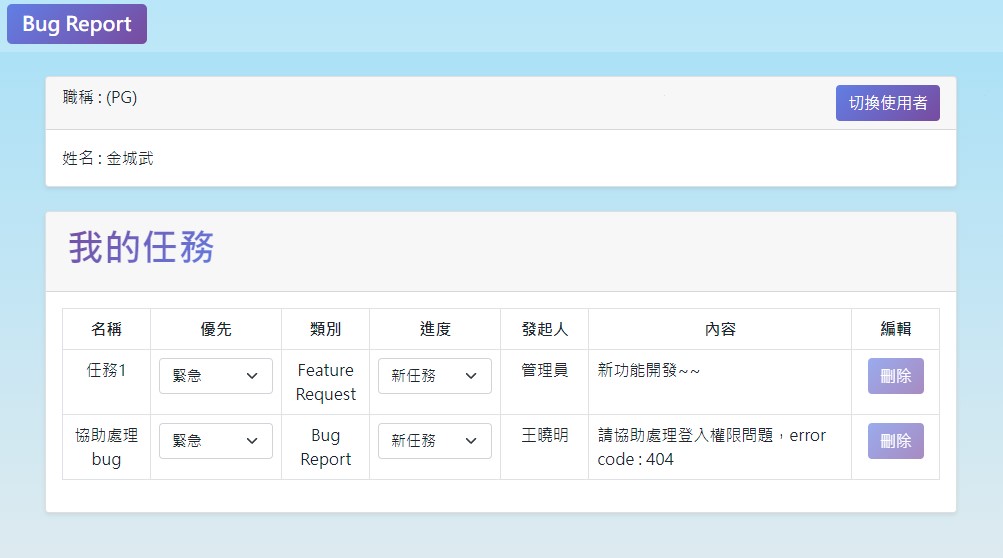 Bug Report
職稱 : (PG)
切換使用者
姓名 : 金城武
我的任務
名稱 優先 類別 進度 發起人 內容 編輯
任務1 緊急 Feature Request 新任務 管理員 新功能開發~~ 刪除
協助處理 bug 緊急 Bug Report 新任務 王曉明 請協助處理登入權限問題，error code : 404 刪除